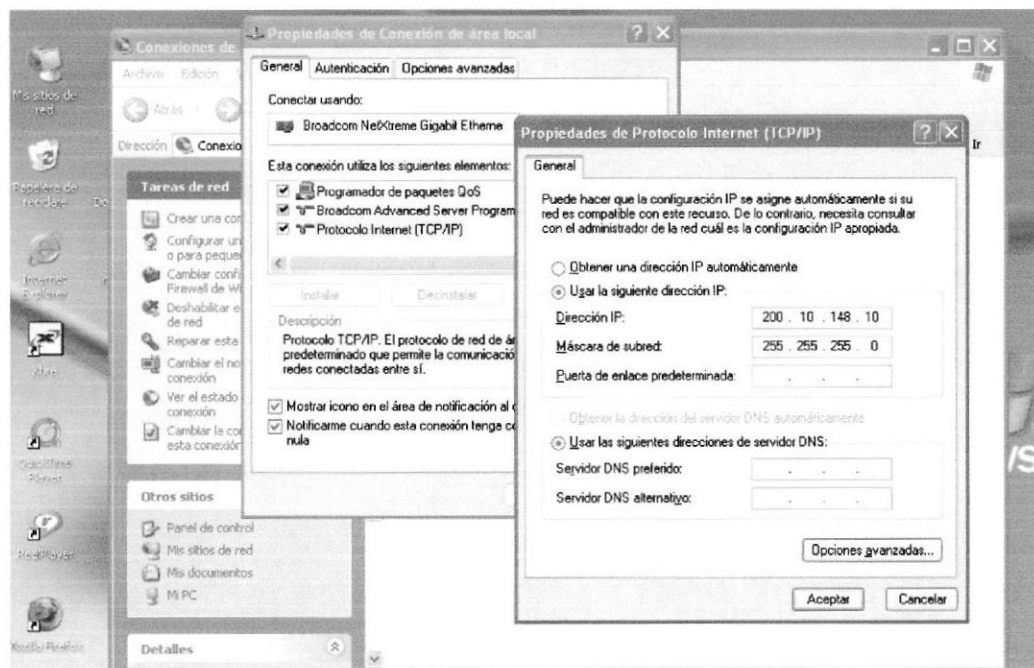 Mis sitios de
red
Papelera de
reciclaje
Do
Internet
Explorer
Xlite
QuickTime
Player
RealPlayer
Mozilla Firefox
Conexiones de
Archivo Edición
Atrás
Dirección Conexio
Ir
Tareas de red
Crear una cor
Configurar un
o para peque
Cambiar confi
Firewall de Wi
Deshabilitar e
de red
Reparar esta
Cambiar el no
conexión
Ver el estado
conexión
Cambiar la co
esta conexión
Otros sitios
Panel de control
Mis sitios de red
Mis documentos
Mi PC
Detalles
Propiedades de Conexión de área local
General Autenticación Opciones avanzadas
Conectar usando:
Broadcom NetXtreme Gigabit Etherne
Esta conexión utiliza los siguientes elementos:
Programador de paquetes QoS
Broadcom Advanced Server Program
Protocolo Internet (TCP/IP)
Instalar Desinstalar
Descripción
Protocolo TCP/IP. El protocolo de red de ár
predeterminado que permite la comunicació
redes conectadas entre sí.
Mostrar icono en el área de notificación al c
Notificarme cuando esta conexión tenga co
nula
Propiedades de Protocolo Internet (TCP/IP)
General
Puede hacer que la configuración IP se asigne automáticamente si su
red es compatible con este recurso. De lo contrario, necesita consultar
con el administrador de la red cuál es la configuración IP apropiada.
Obtener una dirección IP automáticamente
Usar la siguiente dirección IP:
Dirección IP: 200 . 10 . 148 . 10
Máscara de subred: 255 . 255 . 255 . 0
Puerta de enlace predeterminada: . . .
Obtener la dirección del servidor DNS automáticamente
Usar las siguientes direcciones de servidor DNS:
Servidor DNS preferido: . . .
Servidor DNS alternativo: . . .
Opciones avanzadas...
Aceptar Cancelar